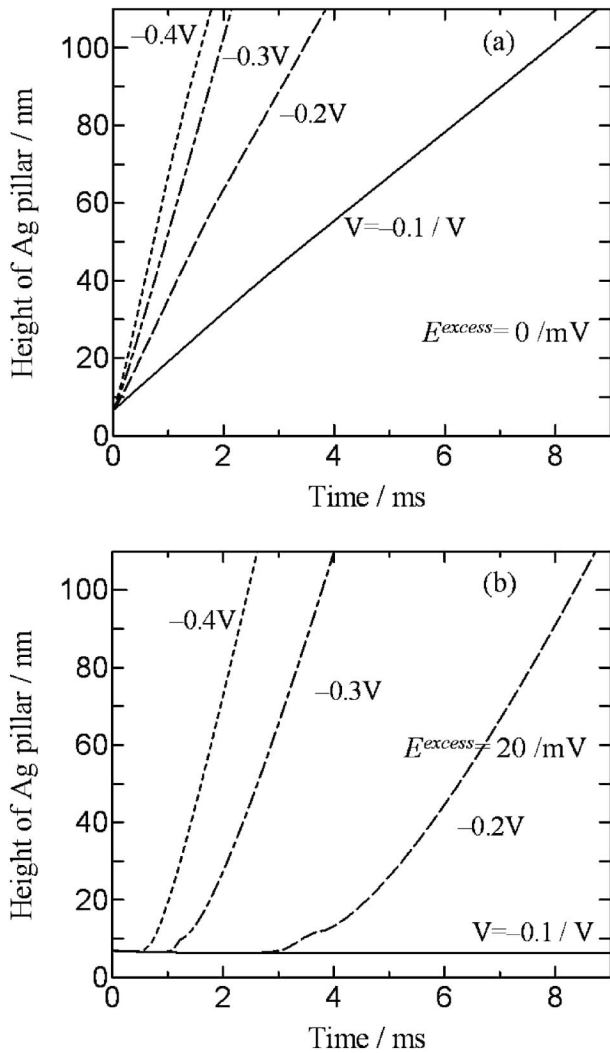 (a)
100
80
60
40
20
0
Height of Ag pillar / nm
–0.4V
–0.3V
–0.2V
V=–0.1 / V
E^excess= 0 /mV
0 2 4 6 8
Time / ms
(b)
100
80
60
40
20
0
Height of Ag pillar / nm
–0.4V
–0.3V
E^excess= 20 /mV
–0.2V
V=–0.1 / V
0 2 4 6 8
Time / ms